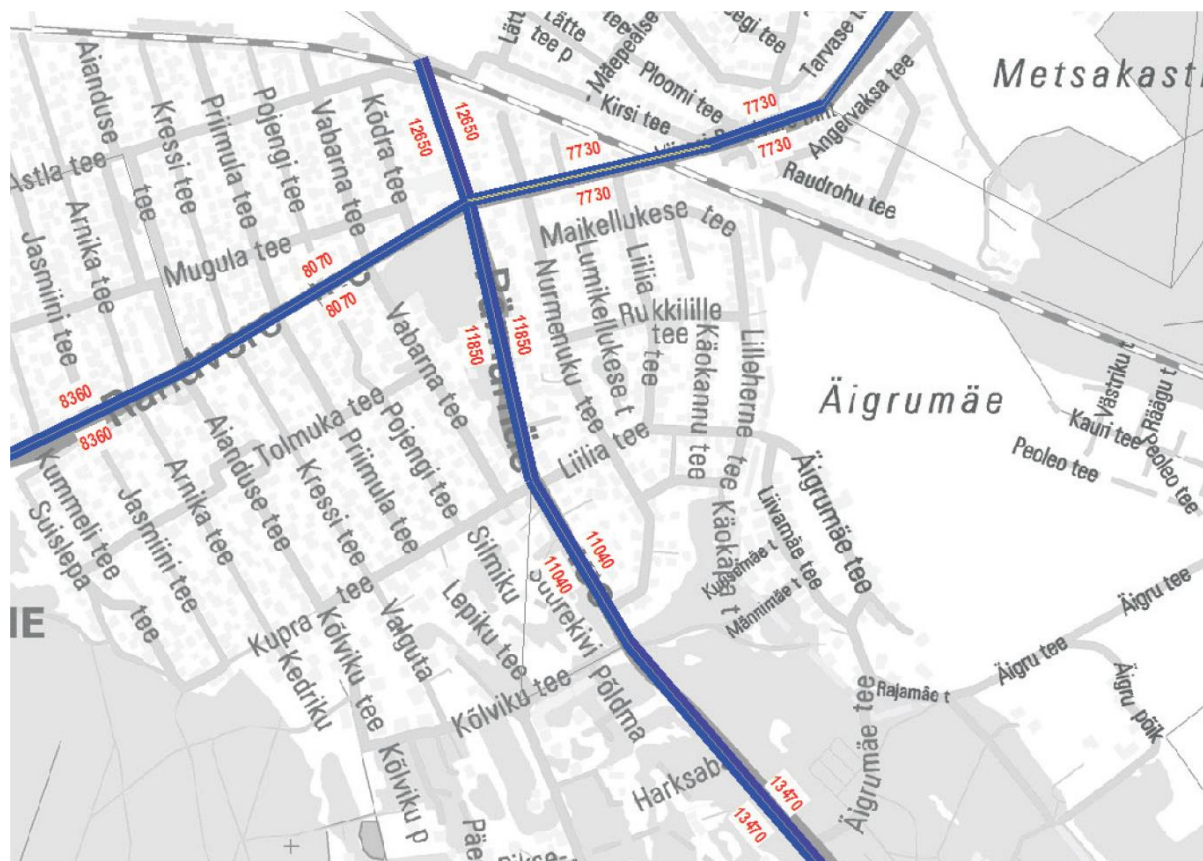 Lätte
tee p
Mäepealse
Ploomi tee
Tarvase t
Kirsi tee
Metsakast
Aianduse
tee
Kressi tee
Priimula tee
Pojengi tee
Vabarna tee
Kõdra tee
12650
12650
7730
7730
7730
7730
Angervaksa tee
Raudrohu tee
Astla tee
Arnika tee
Jasmiini tee
Mugula tee
Maikellukese tee
Lumikellukese t
Liilia
tee
Nurmenuku tee
Rukkilille
tee
Käokannu tee
Lilleherne tee
8070
8070
11850
11850
8360
8360
Vabarna tee
Äigrumäe
Västriku t
Räägu t
Kauri tee
Peoleo tee
Peoleo tee
Tolmuka tee
Pojengi tee
Priimula tee
Kressi tee
Aianduse tee
Arnika tee
Jasmiini tee
Kummeli tee
Suislepa
tee
Liilia tee
Äigrumäe tee
Liivamäe tee
Männimäe t
Silmiku
11040
11040
Suurekivi
Põldma
Lepiku tee
Valguta
Kupra tee
Kõlviku tee
Kedriku
Kõlviku tee
Kõlviku p
Harksaba
Äigrumäe tee
Rajamäe t
Äigru tee
Äigru tee
Äigru põik
13470
13470